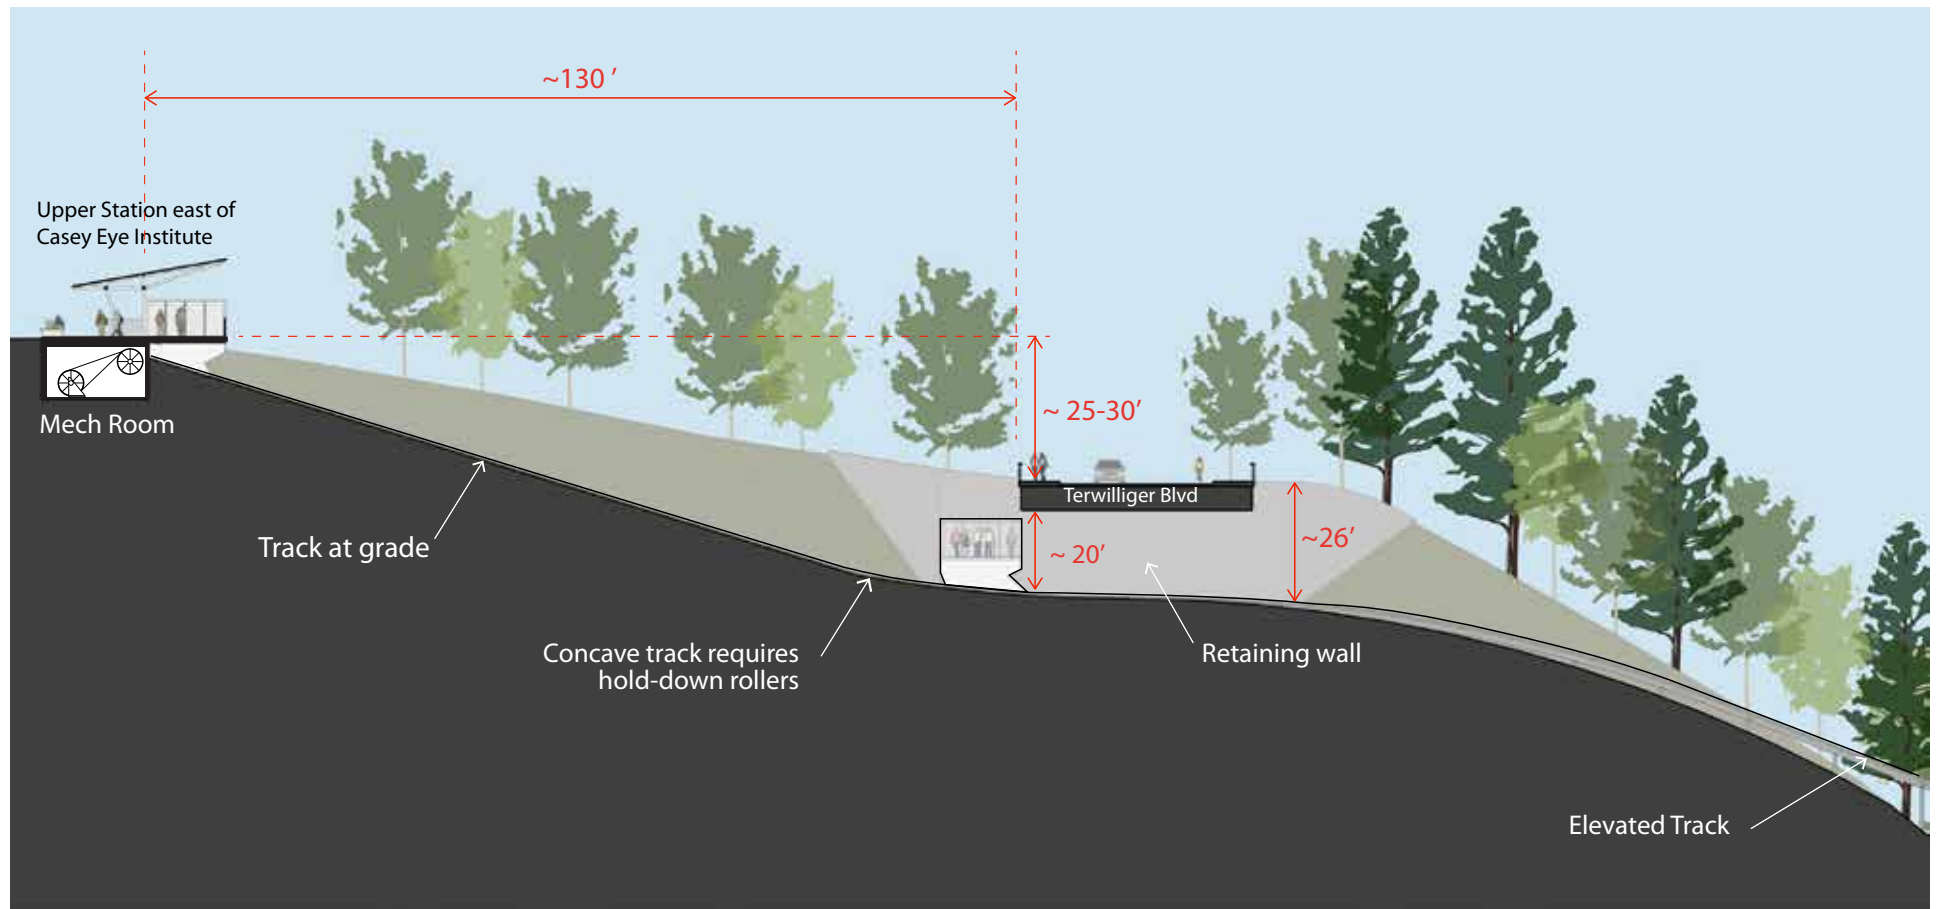 ~130 ’
Upper Station east of
Casey Eye Institute
Mech Room
~ 25-30’
Terwilliger Blvd
~ 20’
~26’
Track at grade
Concave track requires
hold-down rollers
Retaining wall
Elevated Track